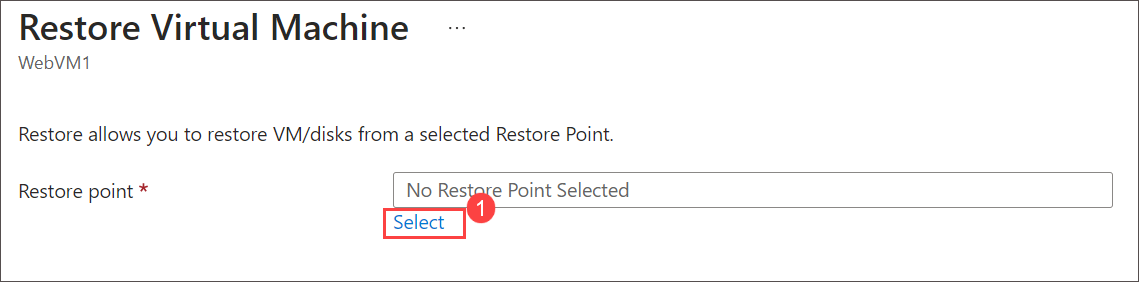 Restore Virtual Machine ...
WebVM1
Restore allows you to restore VM/disks from a selected Restore Point.
Restore point * No Restore Point Selected
Select 1